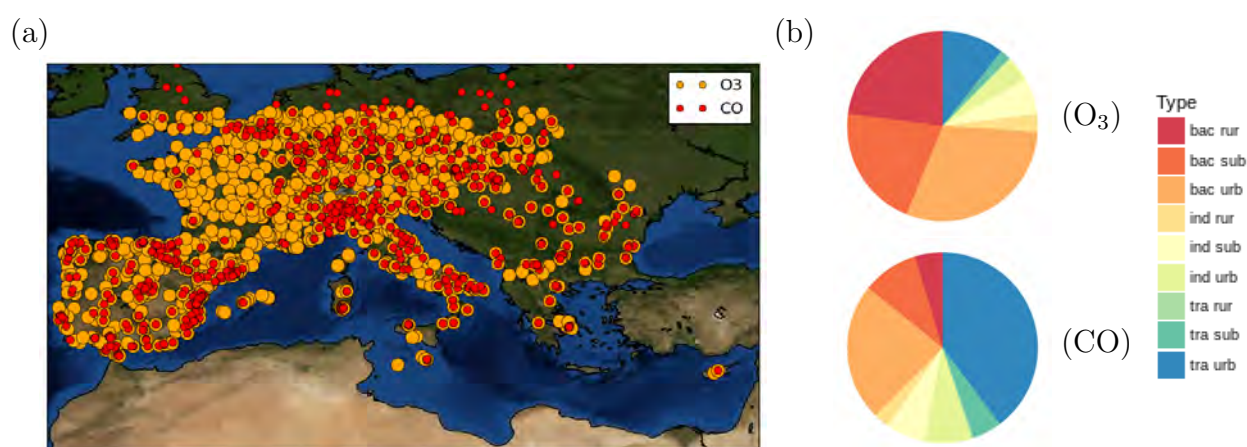 (a)
O3
CO
(b)
(O₃)
(CO)
Type
bac rur
bac sub
bac urb
ind rur
ind sub
ind urb
tra rur
tra sub
tra urb